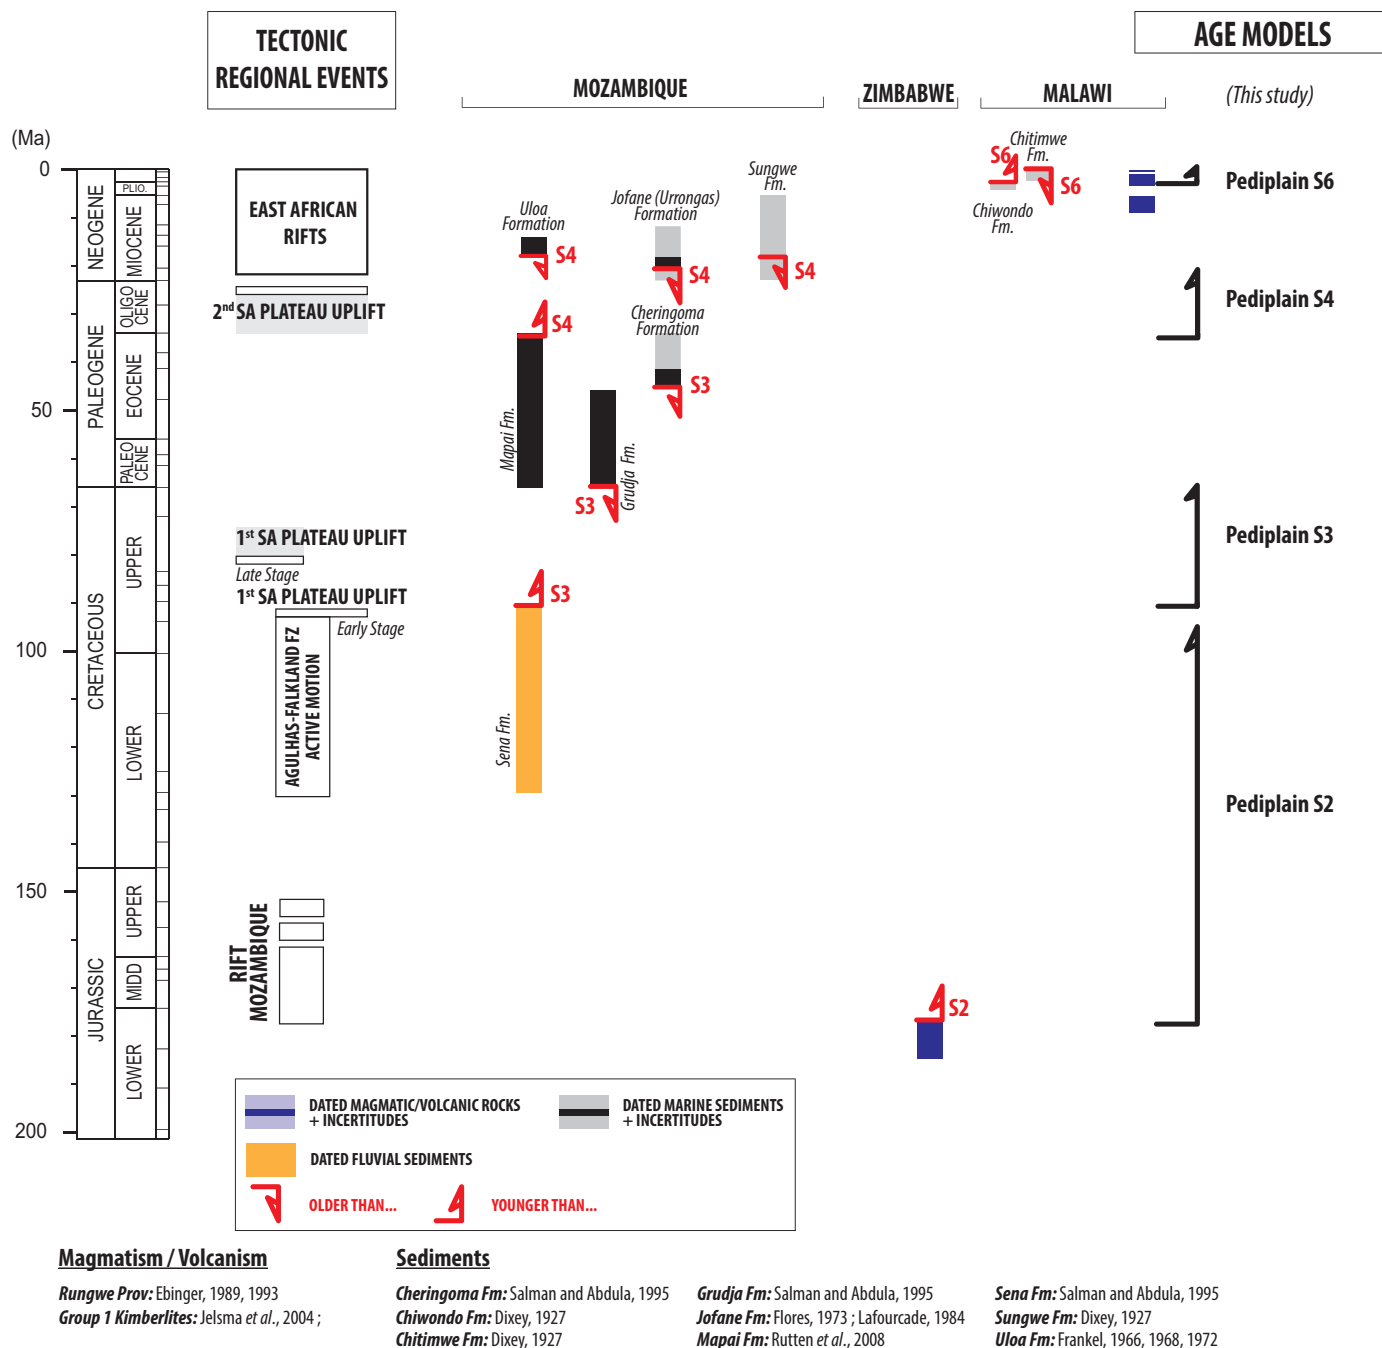 TECTONIC
REGIONAL EVENTS
AGE MODELS
MOZAMBIQUE
ZIMBABWE
MALAWI
(This study)
(Ma)
0
50
100
150
200
NEOGENE
PALEOGENE
CRETACEOUS
JURASSIC
PLIO.
MIOCENE
OLIGO
CENE
EOCENE
PALEO
CENE
UPPER
LOWER
UPPER
MIDD
LOWER
EAST AFRICAN
RIFTS
2nd SA PLATEAU UPLIFT
1st SA PLATEAU UPLIFT
Late Stage
1st SA PLATEAU UPLIFT
Early Stage
AGULHAS-FALKLAND FZ
ACTIVE MOTION
RIFT
MOZAMBIQUE
Uloa
Formation
S4
S4
Mapai Fm.
Grudja Fm.
S3
S3
Sena Fm.
Jofane (Urrongas)
Formation
S4
Cheringoma
Formation
S3
Sungwe
Fm.
S4
S2
S6
Chiwondo
Fm.
Chitimwe
Fm.
S6
Pediplain S6
Pediplain S4
Pediplain S3
Pediplain S2
DATED MAGMATIC/VOLCANIC ROCKS
+ INCERTITUDES
DATED MARINE SEDIMENTS
+ INCERTITUDES
DATED FLUVIAL SEDIMENTS
OLDER THAN...
YOUNGER THAN...
Magmatism / Volcanism
Rungwe Prov: Ebinger, 1989, 1993
Group 1 Kimberlites: Jelsma et al., 2004 ;
Sediments
Cheringoma Fm: Salman and Abdula, 1995
Chiwondo Fm: Dixey, 1927
Chitimwe Fm: Dixey, 1927
Grudja Fm: Salman and Abdula, 1995
Jofane Fm: Flores, 1973 ; Lafourcade, 1984
Mapai Fm: Rutten et al., 2008
Sena Fm: Salman and Abdula, 1995
Sungwe Fm: Dixey, 1927
Uloa Fm: Frankel, 1966, 1968, 1972